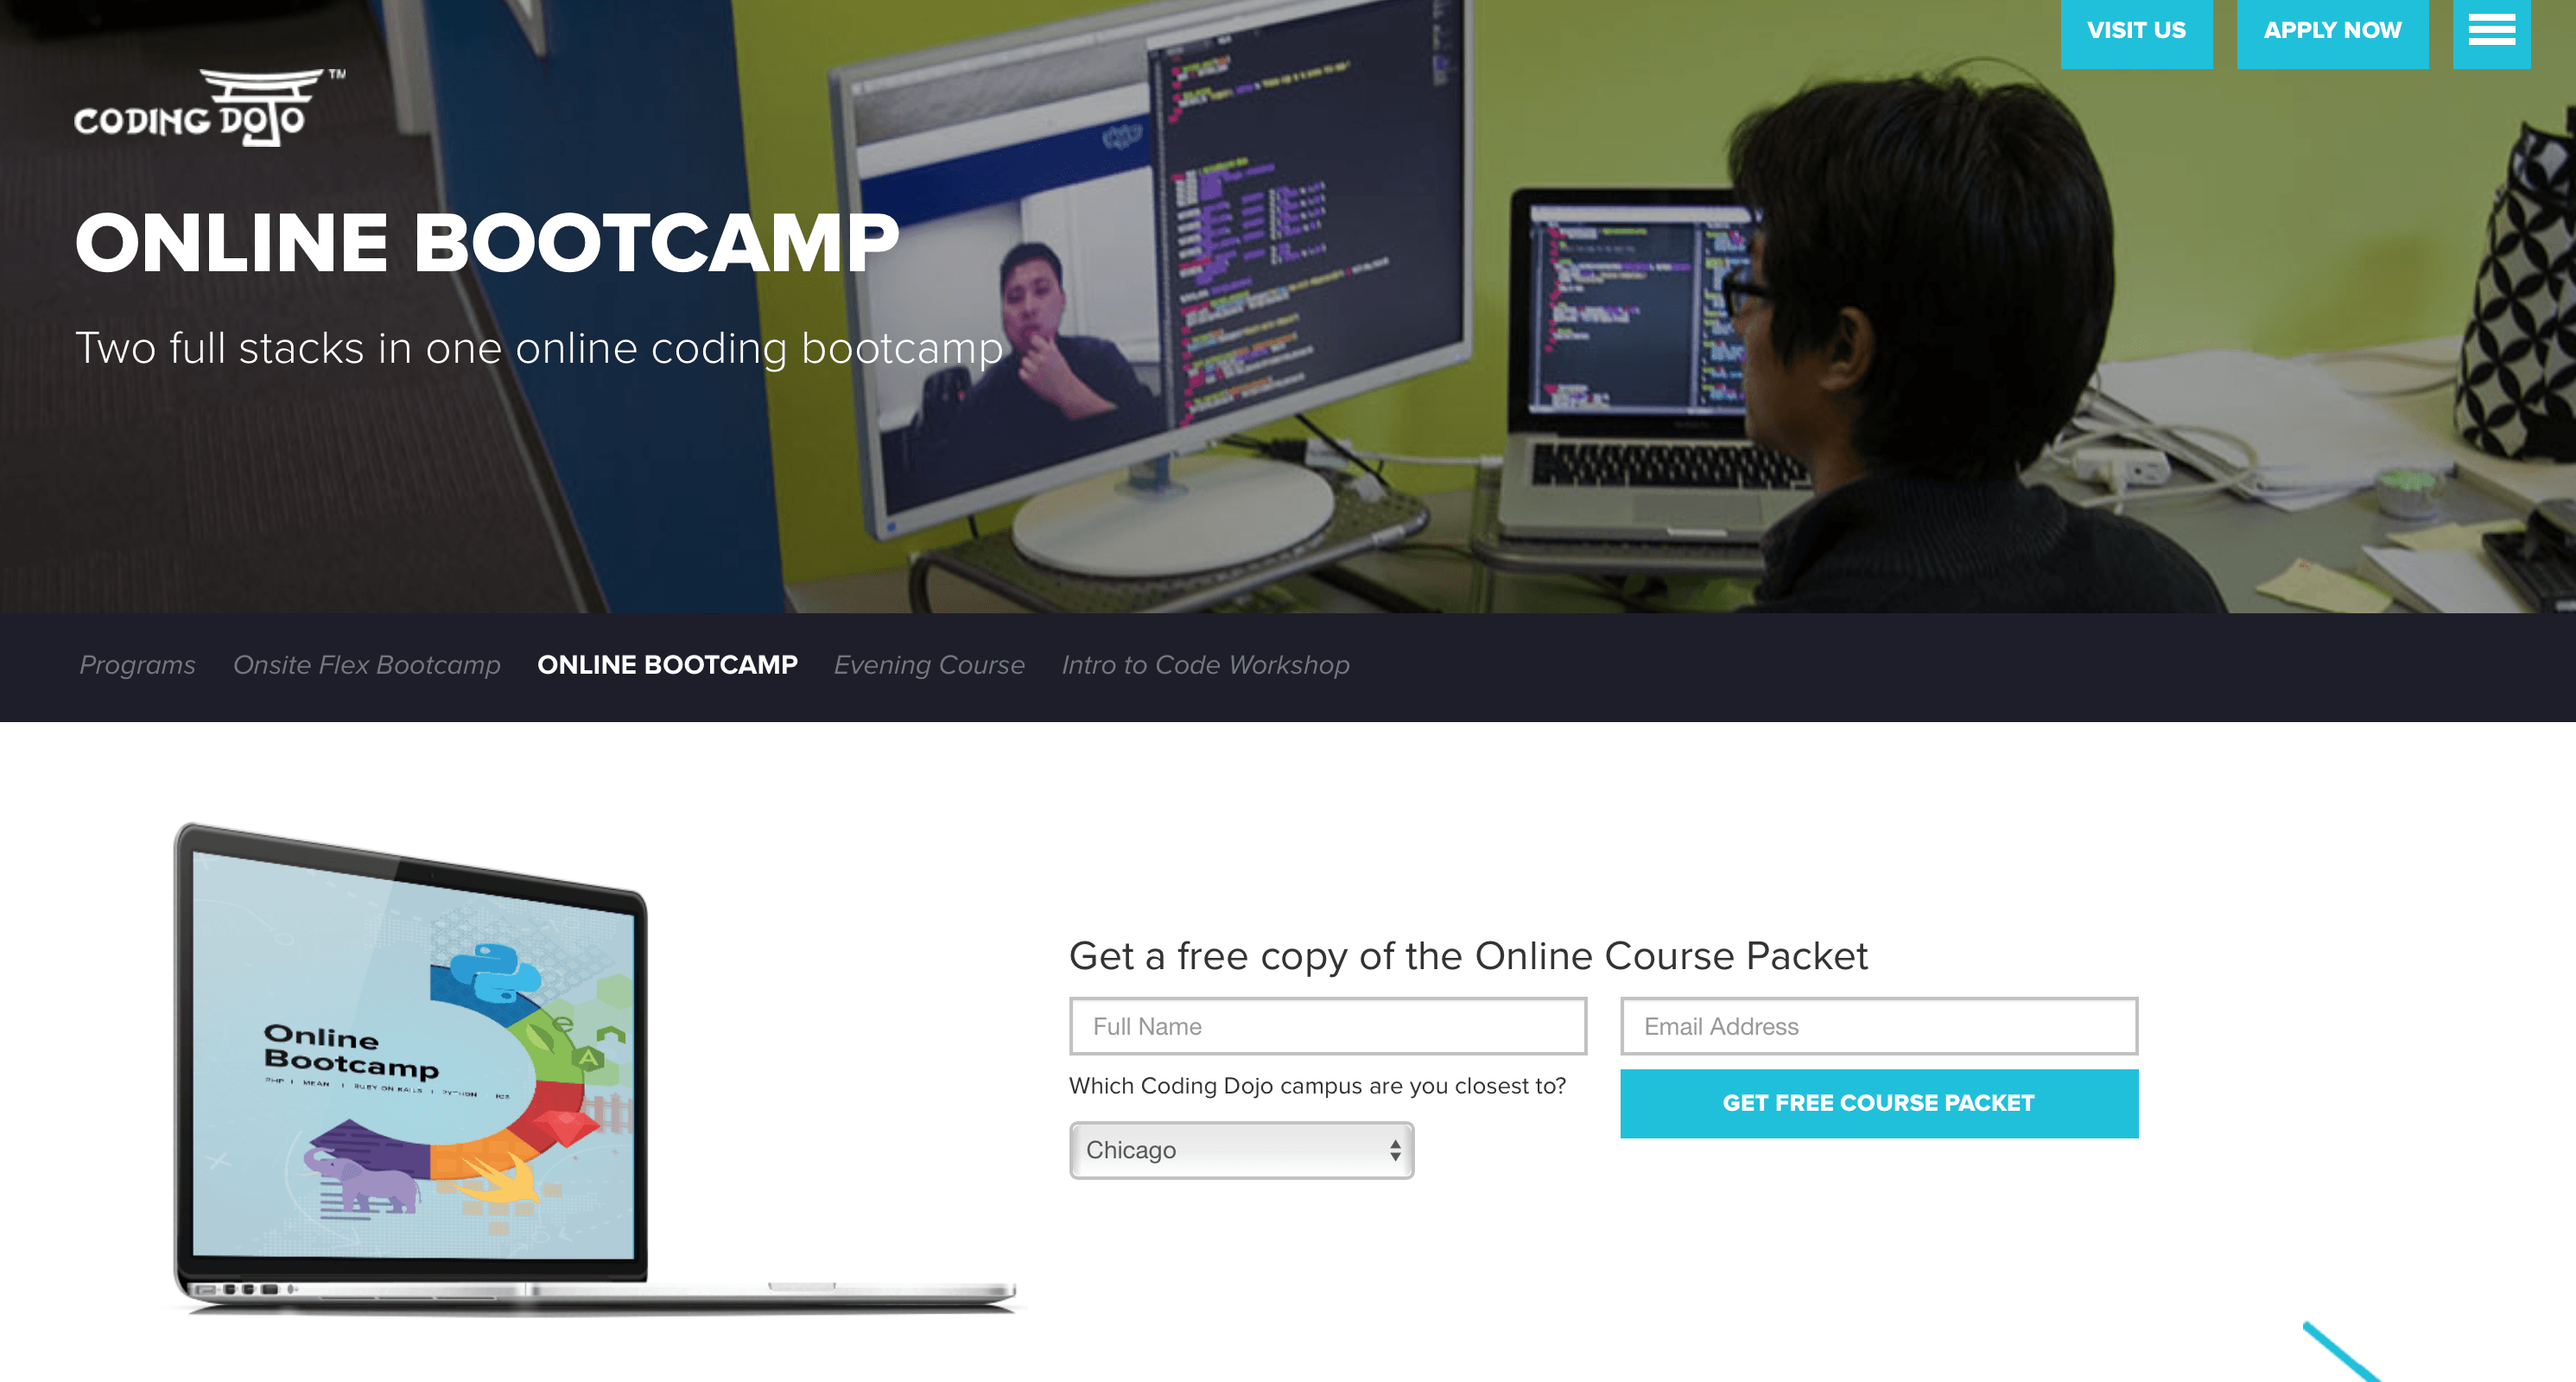 VISIT US
APPLY NOW
CODING DOJO TM
ONLINE BOOTCAMP
Two full stacks in one online coding bootcamp
Programs
Onsite Flex Bootcamp
ONLINE BOOTCAMP
Evening Course
Intro to Code Workshop
Online
Bootcamp
PHP | MEAN | RUBY ON RAILS | PYTHON
Get a free copy of the Online Course Packet
Full Name
Email Address
Which Coding Dojo campus are you closest to?
GET FREE COURSE PACKET
Chicago